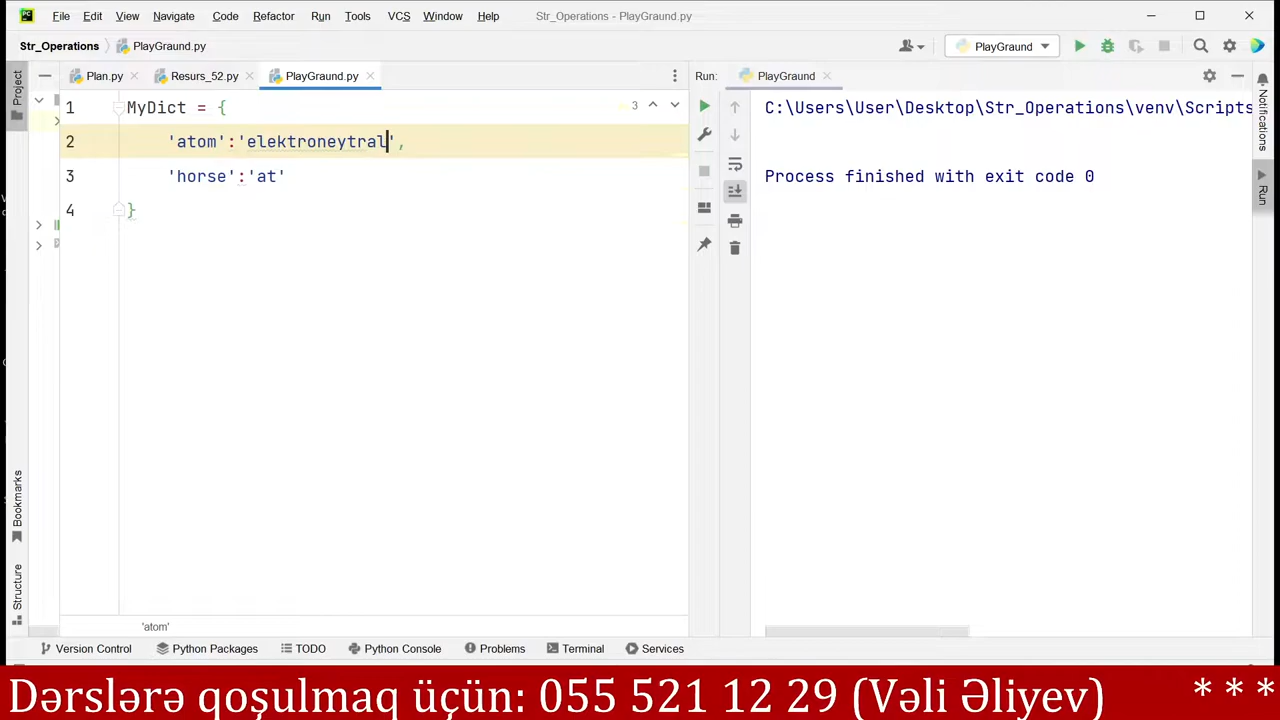 PC File Edit View Navigate Code Refactor Run Tools VCS Window Help Str_Operations - PlayGraund.py
Str_Operations PlayGraund.py PlayGraund
Project Plan.py Resurs_52.py PlayGraund.py Run: PlayGraund Notifications
1 MyDict = { 3 C:\Users\User\Desktop\Str_Operations\venv\Scripts
2 'atom':'elektroneytral',
3 'horse':'at' Process finished with exit code 0
Run
4 }
Bookmarks
Structure
'atom'
Version Control Python Packages TODO Python Console Problems Terminal Services
Dərslərə qoşulmaq üçün: 055 521 12 29 (Vəli Əliyev) * * *